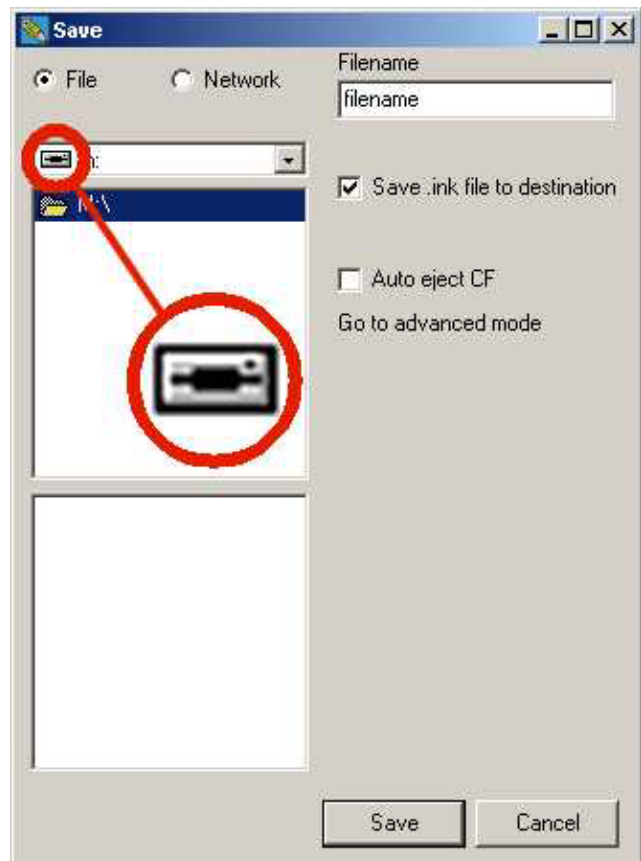 Save
File
Network
Filename
filename
Save .ink file to destination
Auto eject CF
Go to advanced mode
Save
Cancel